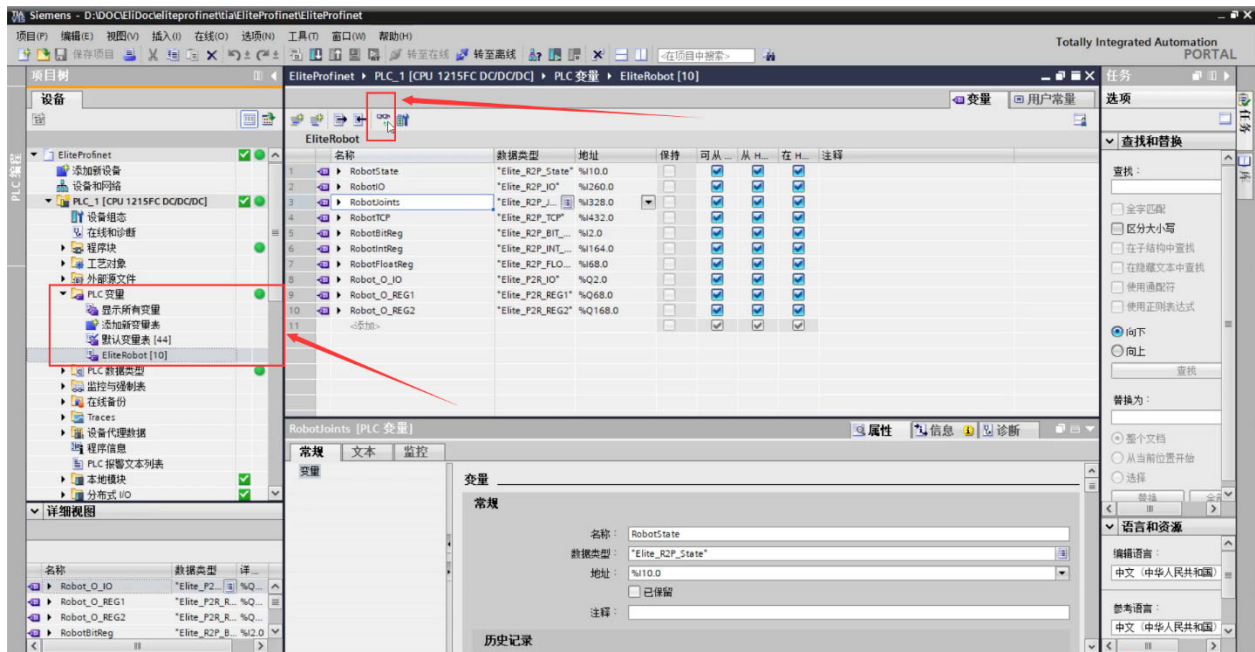 Siemens - D:\DOC\EliDoc\eliteprofinet\tia\EliteProfinet\EliteProfinet
项目(P) 编辑(E) 视图(V) 插入(I) 在线(O) 选项(N) 工具(T) 窗口(W) 帮助(H)
Totally Integrated Automation
PORTAL
保存项目 转至在线 转至离线 <在项目中搜索>
项目树
EliteProfinet PLC_1 [CPU 1215FC DC/DC/DC] PLC 变量 EliteRobot [10]
任务
设备
变量 用户常量
选项
EliteRobot
PLC 编程
EliteProfinet
添加新设备
设备和网络
PLC_1 [CPU 1215FC DC/DC/DC]
设备组态
在线和诊断
程序块
工艺对象
外部源文件
PLC 变量
显示所有变量
添加新变量表
默认变量表 [44]
EliteRobot [10]
PLC 数据类型
监控与强制表
在线备份
Traces
设备代理数据
程序信息
PLC 报警文本列表
本地模块
分布式 I/O
名称 数据类型 地址 保持 可从 ... 从 H... 在 H... 注释
1 RobotState "Elite_R2P_State" %I10.0
2 RobotIO "Elite_R2P_IO" %I260.0
3 RobotJoints "Elite_R2P_J... %I328.0
4 RobotTCP "Elite_R2P_TCP" %I432.0
5 RobotBitReg "Elite_R2P_BIT_... %I2.0
6 RobotIntReg "Elite_R2P_INT_... %I164.0
7 RobotFloatReg "Elite_R2P_FLO... %I68.0
8 Robot_O_IO "Elite_P2R_IO" %Q2.0
9 Robot_O_REG1 "Elite_P2R_REG1" %Q68.0
10 Robot_O_REG2 "Elite_P2R_REG2" %Q168.0
11 <添加>
查找和替换
查找：
全字匹配
区分大小写
在子结构中查找
在隐藏文本中查找
使用通配符
使用正则表达式
向下
向上
查找
替换为：
整个文档
从当前位置开始
选择
替换
任务
库
RobotJoints [PLC 变量]
属性 信息 诊断
常规 文本 监控
变量
变量
常规
名称： RobotState
数据类型： "Elite_R2P_State"
地址： %I10.0
已保留
注释：
历史记录
详细视图
名称 数据类型 详...
Robot_O_IO "Elite_P2... %Q...
Robot_O_REG1 "Elite_P2R_R... %Q...
Robot_O_REG2 "Elite_P2R_R... %Q...
RobotBitReg "Elite_R2P_B... %I2.0
语言和资源
编辑语言：
中文（中华人民共和国）
参考语言：
中文（中华人民共和国）